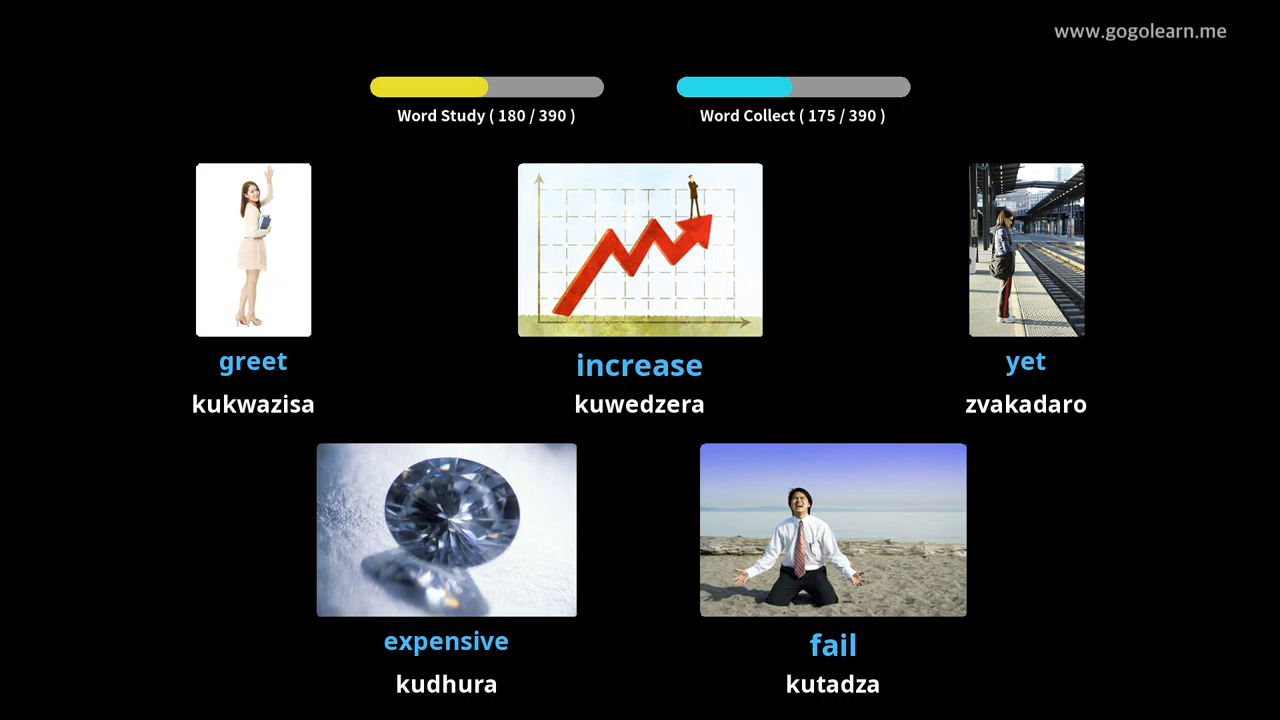 www.gogolearn.me
Word Study ( 180 / 390 )
Word Collect ( 175 / 390 )
greet
kukwazisa
increase
kuwedzera
yet
zvakadaro
expensive
kudhura
fail
kutadza